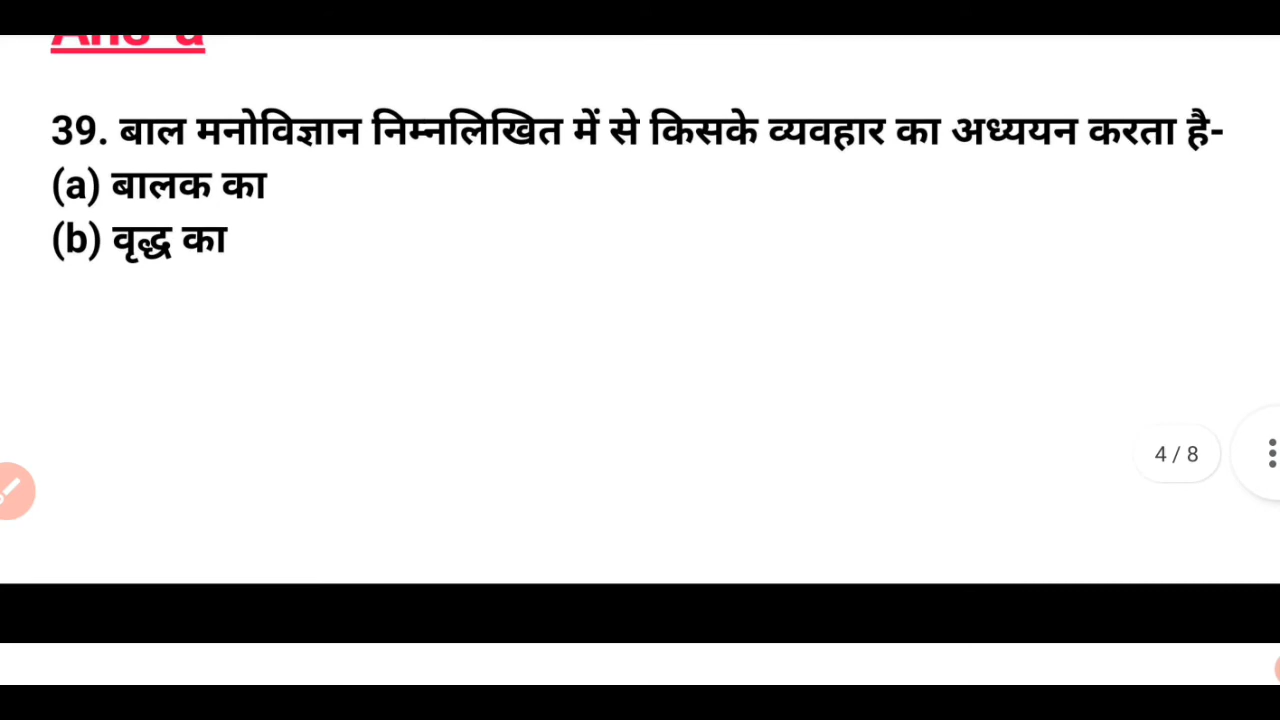 39. बाल मनोविज्ञान निम्नलिखित में से किसके व्यवहार का अध्ययन करता है-
(a) बालक का
(b) वृद्ध का
4 / 8